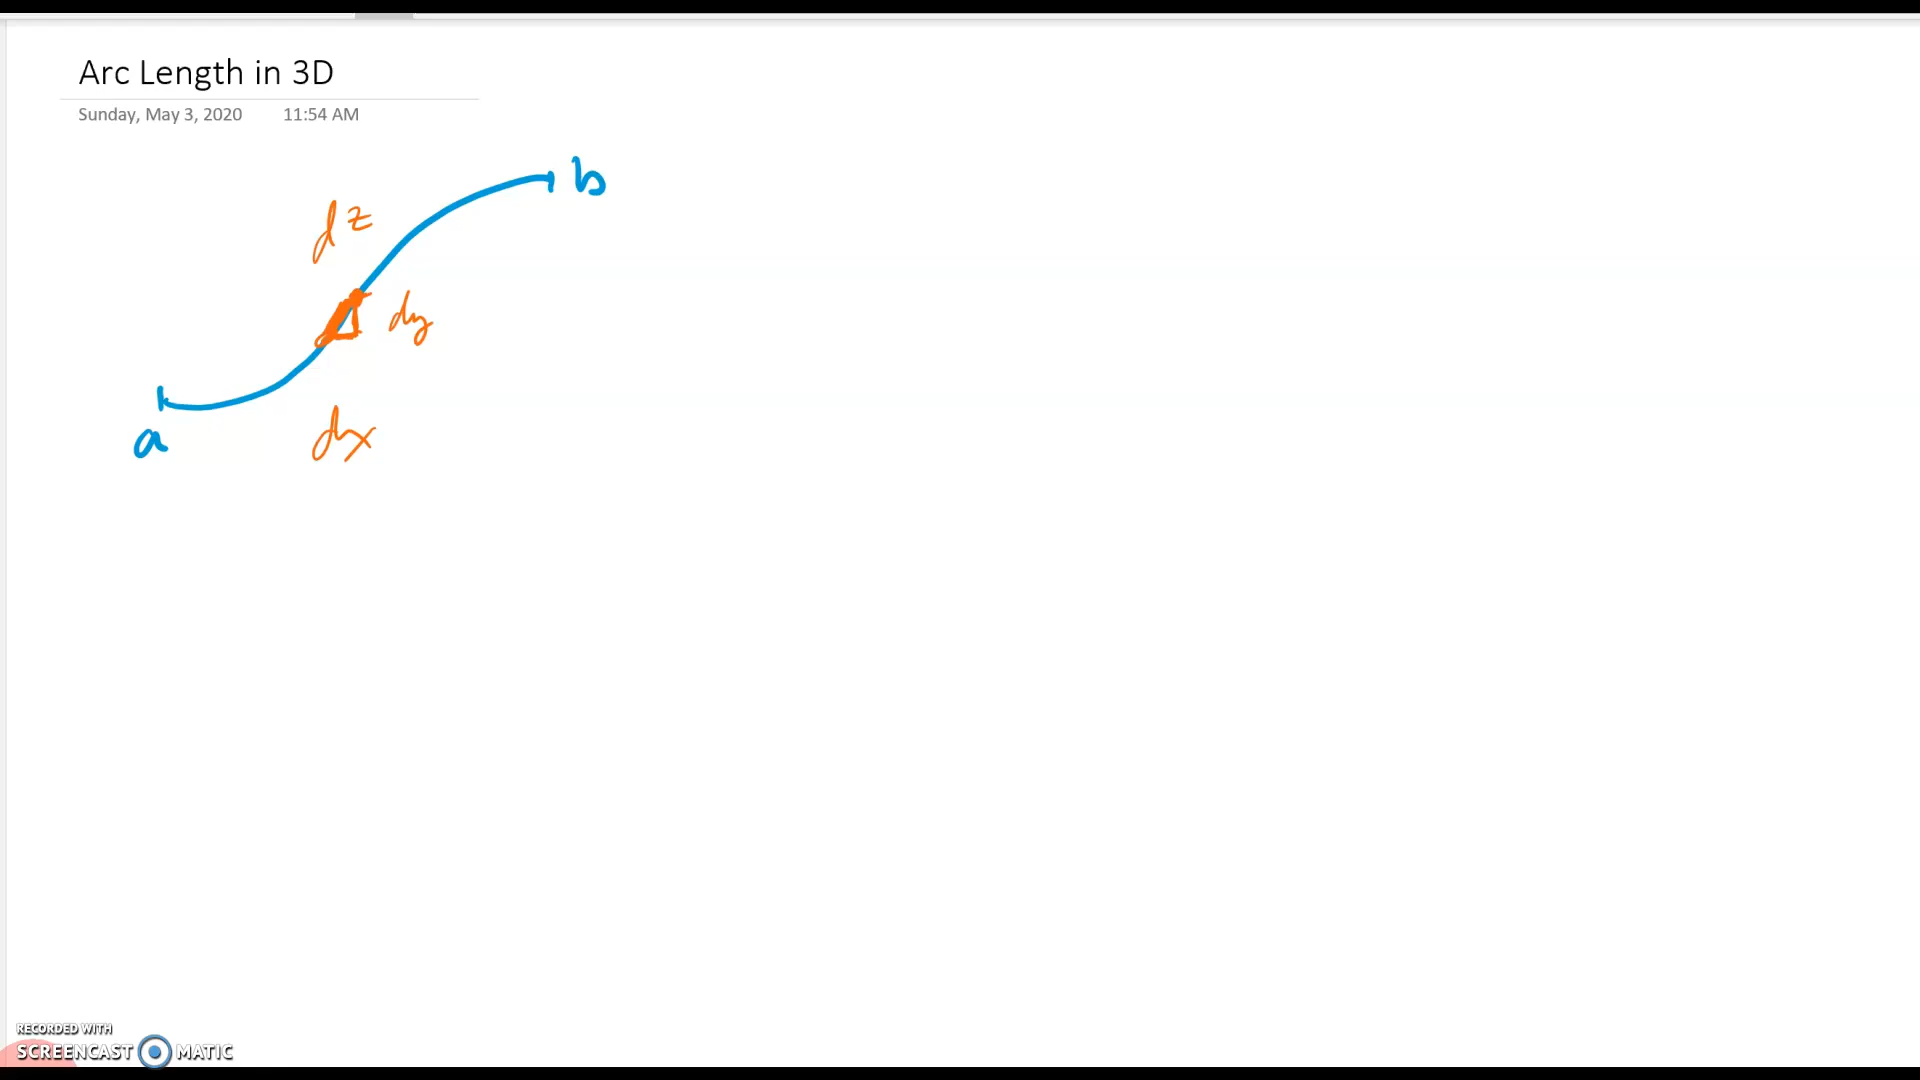 Arc Length in 3D
Sunday, May 3, 2020 11:54 AM
b
dz
dy
a
dx
RECORDED WITH
SCREENCAST MATIC